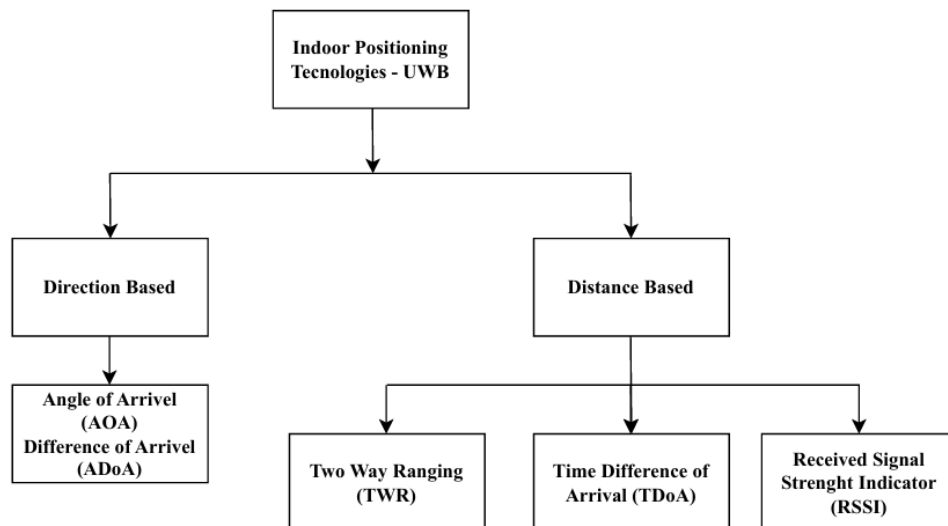 Indoor Positioning
Tecnologies - UWB
Direction Based
Distance Based
Angle of Arrivel
(AOA)
Difference of Arrivel
(ADoA)
Two Way Ranging
(TWR)
Time Difference of
Arrival (TDoA)
Received Signal
Strenght Indicator
(RSSI)